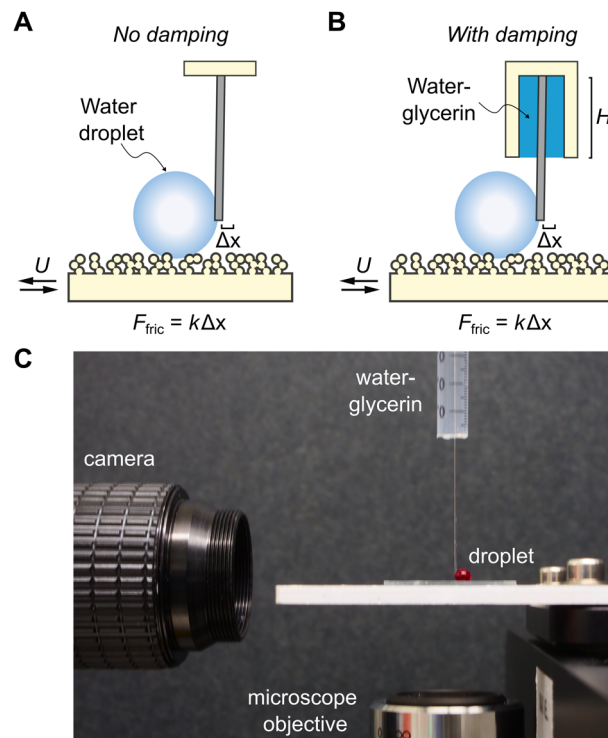 A
No damping
Water
droplet
Δx
U
F_fric = kΔx
B
With damping
Water-
glycerin
H
Δx
U
F_fric = kΔx
C
water-
glycerin
camera
droplet
microscope
objective